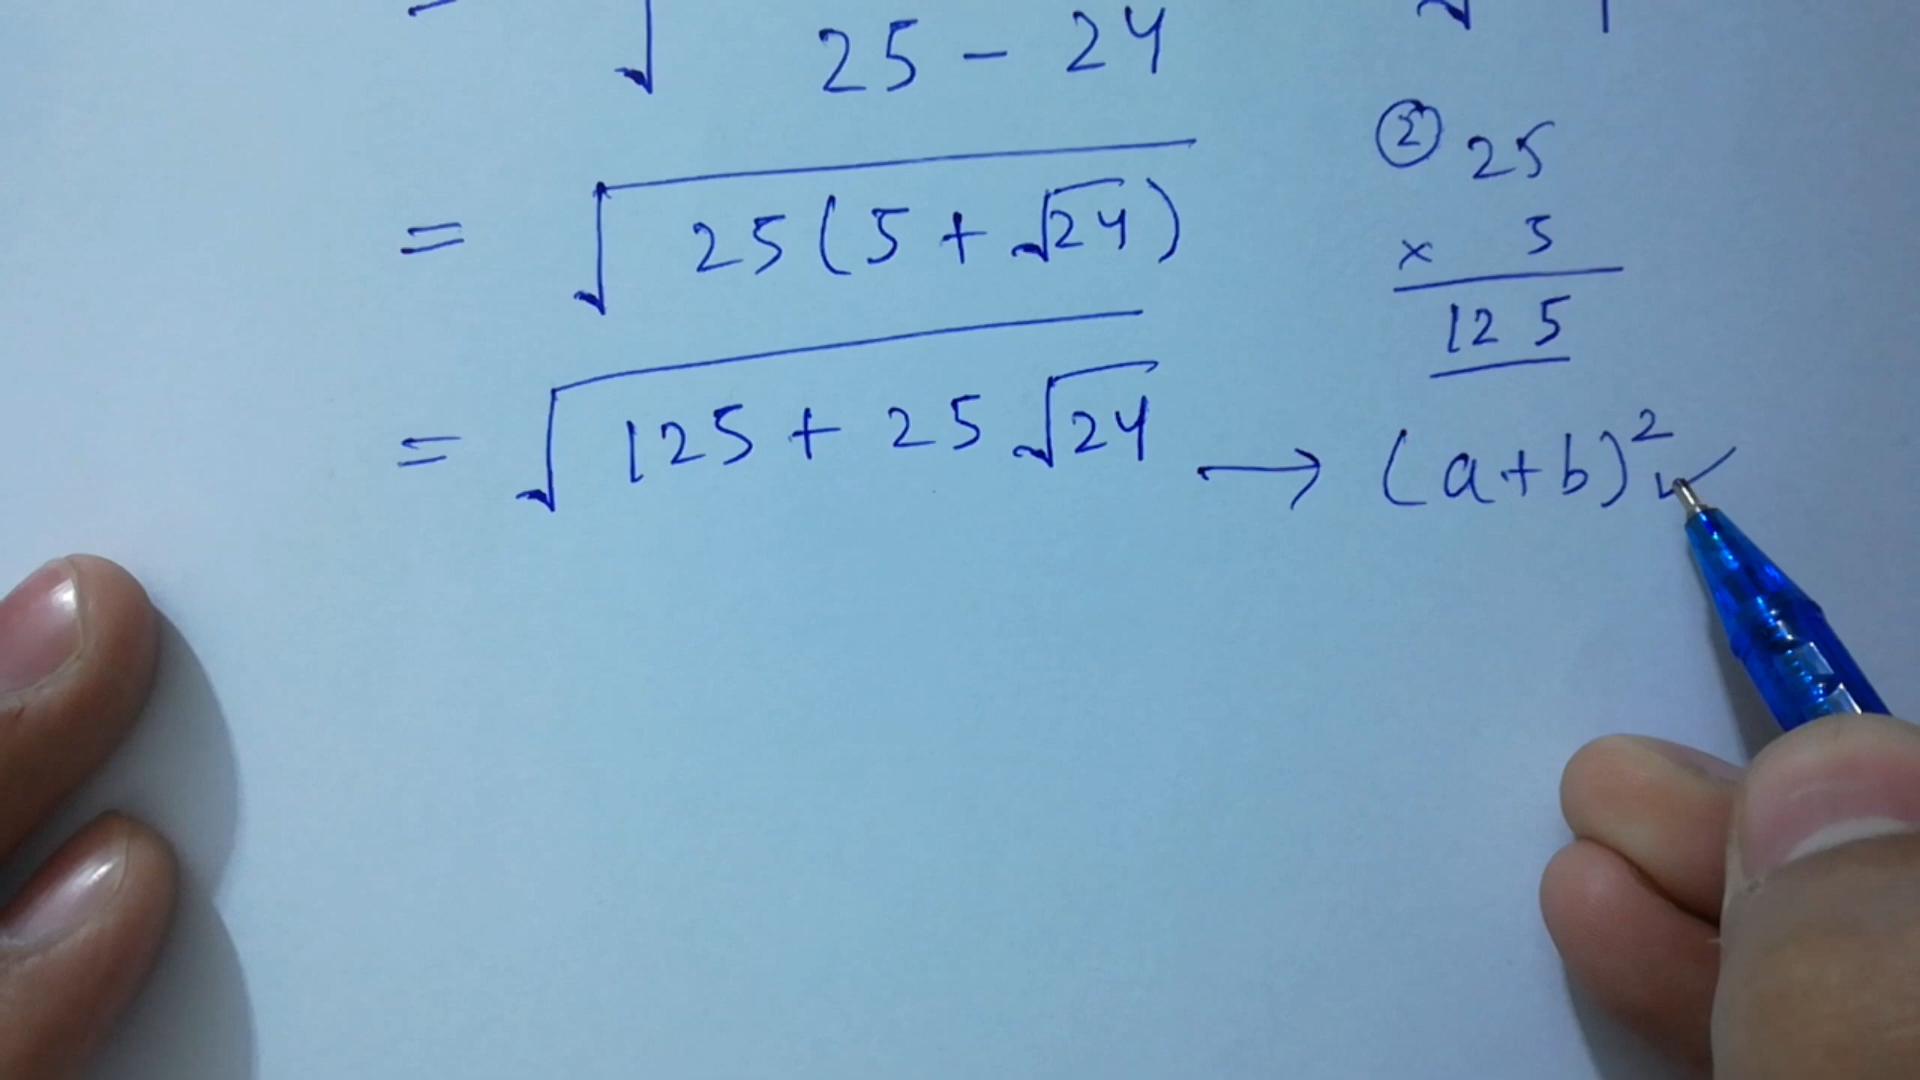 = √ 25 - 24
= √25(5 + √24)
= √125 + 25√24 → (a+b)² ✓
② 25
× 5
125